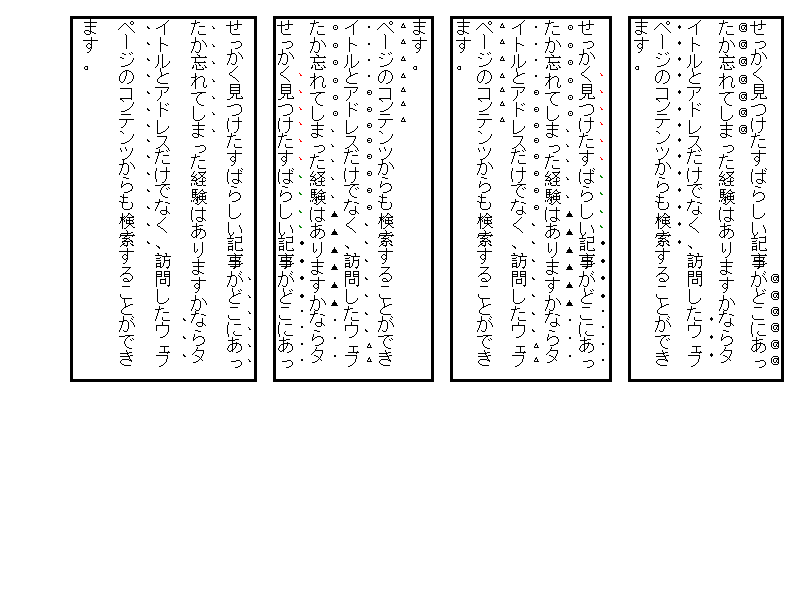 せっかく見つけたすばらしい記事がどこにあっ
たか忘れてしまった経験はありますかならタ
イトルとアドレスだけでなく、訪問したウェブ
ページのコンテンツからも検索することができ
ます。
せっかく見つけたすばらしい記事がどこにあっ
たか忘れてしまった経験はありますかならタ
イトルとアドレスだけでなく、訪問したウェブ
ページのコンテンツからも検索することができ
ます。
せっかく見つけたすばらしい記事がどこにあっ
たか忘れてしまった経験はありますかならタ
イトルとアドレスだけでなく、訪問したウェブ
ページのコンテンツからも検索することができ
ます。
せっかく見つけたすばらしい記事がどこにあっ
たか忘れてしまった経験はありますかならタ
イトルとアドレスだけでなく、訪問したウェブ
ページのコンテンツからも検索することができ
ます。